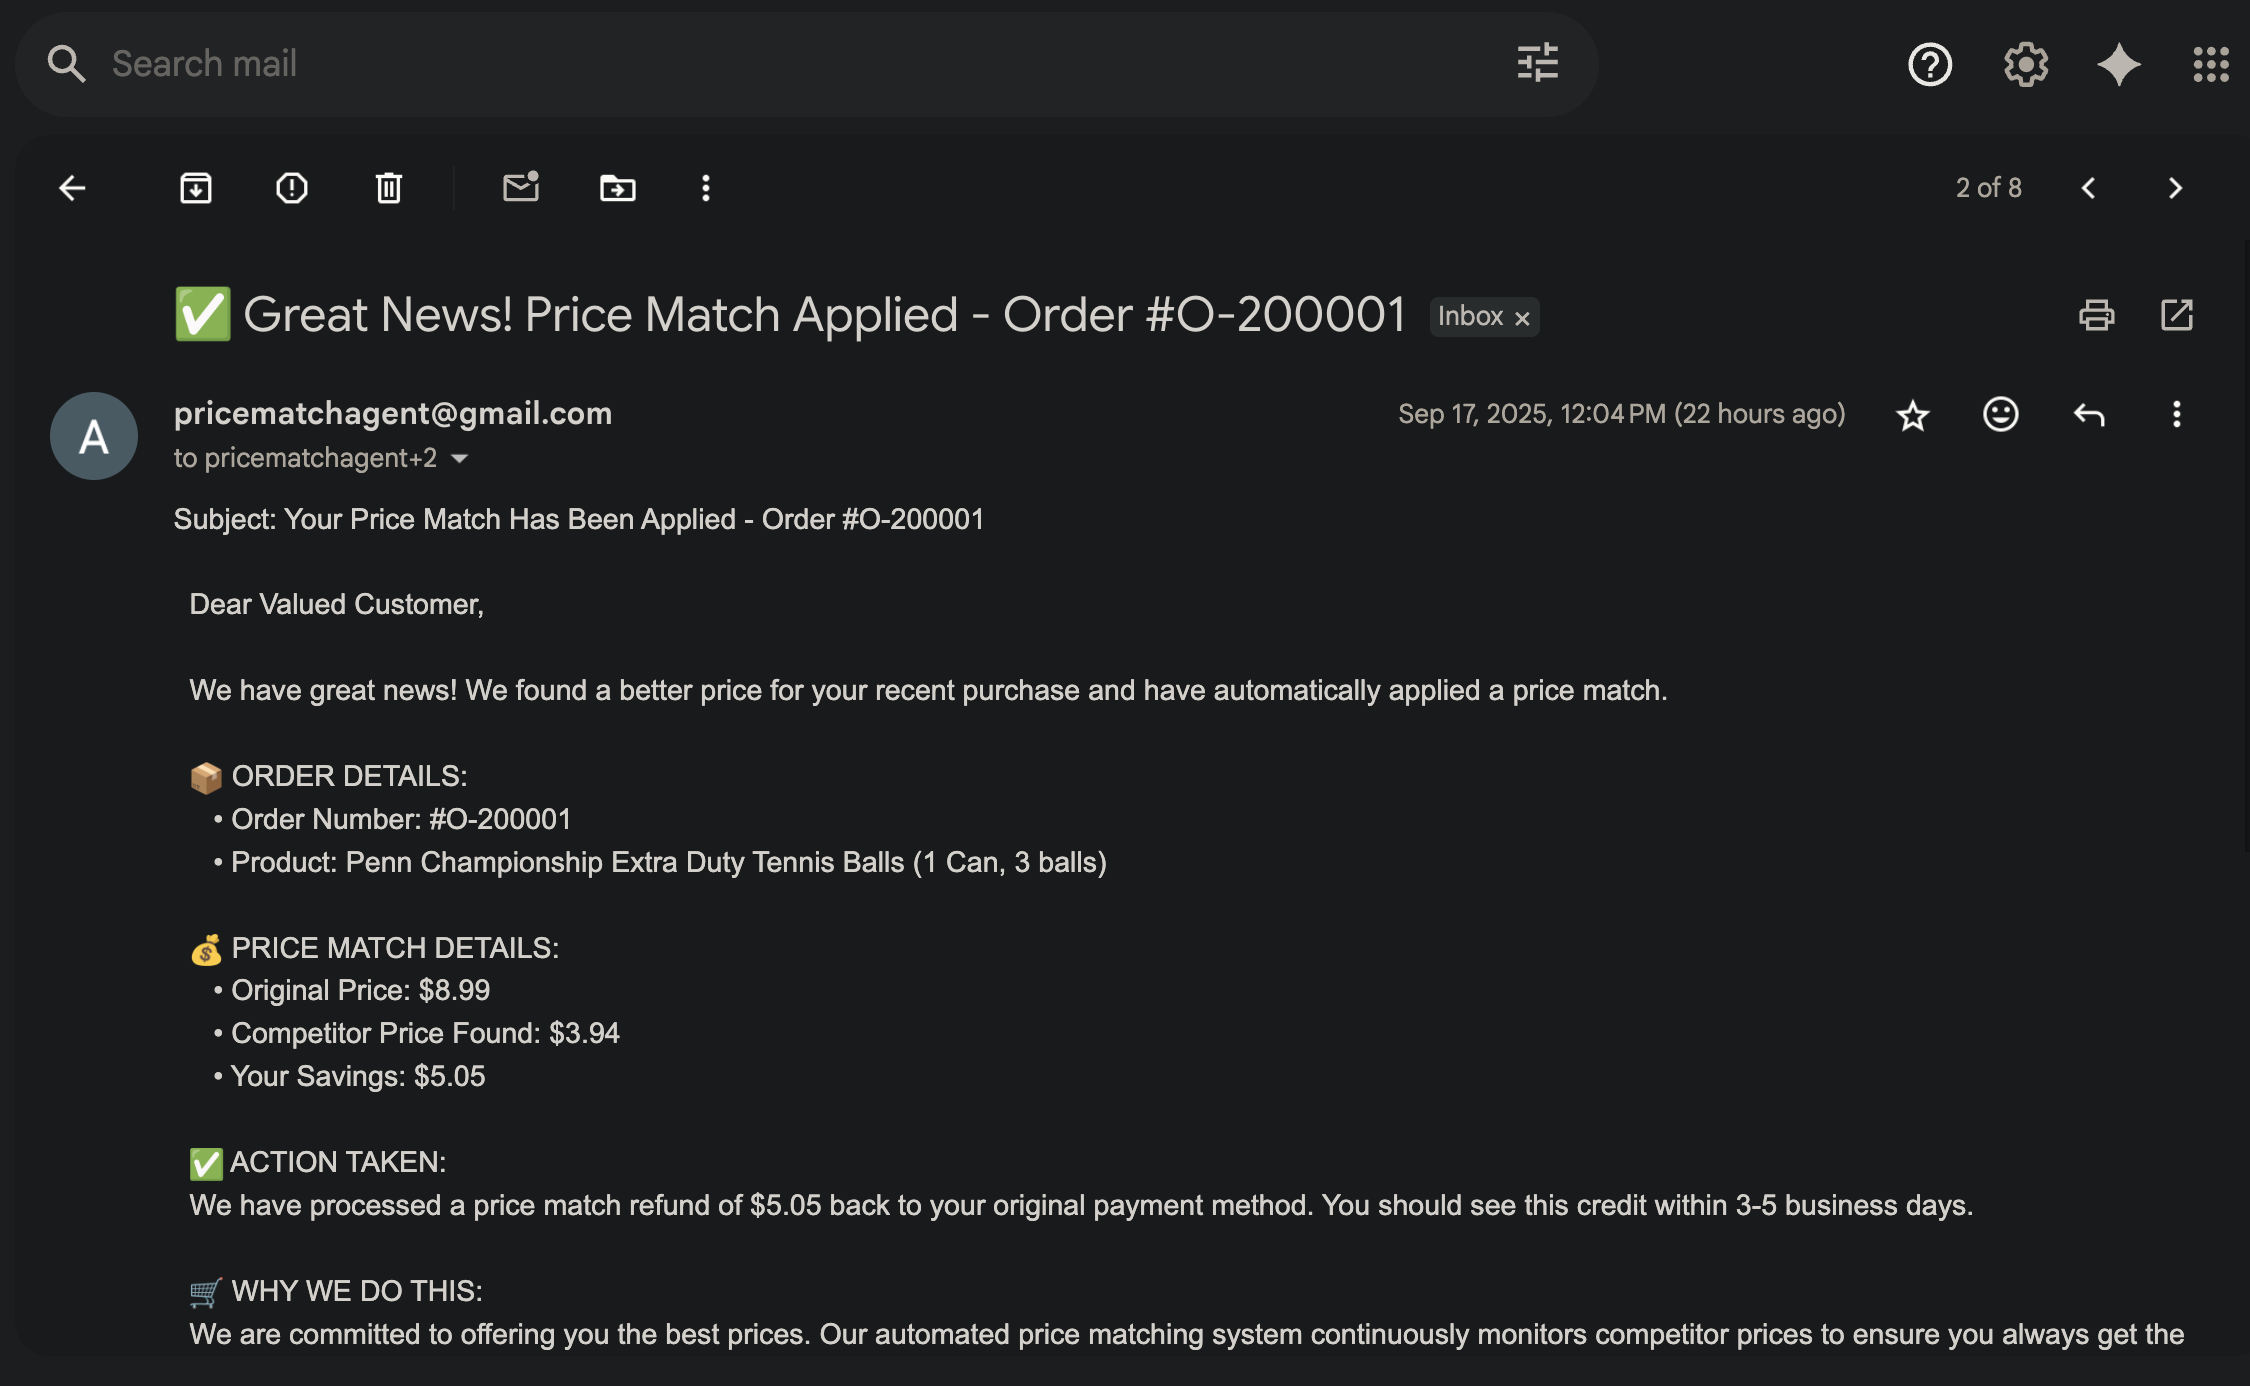 Search mail
2 of 8
✅ Great News! Price Match Applied - Order #O-200001 Inbox ×
A
pricematchagent@gmail.com
Sep 17, 2025, 12:04 PM (22 hours ago)
to pricematchagent+2
Subject: Your Price Match Has Been Applied - Order #O-200001
Dear Valued Customer,
We have great news! We found a better price for your recent purchase and have automatically applied a price match.
📦 ORDER DETAILS:
• Order Number: #O-200001
• Product: Penn Championship Extra Duty Tennis Balls (1 Can, 3 balls)
💰 PRICE MATCH DETAILS:
• Original Price: $8.99
• Competitor Price Found: $3.94
• Your Savings: $5.05
✅ ACTION TAKEN:
We have processed a price match refund of $5.05 back to your original payment method. You should see this credit within 3-5 business days.
🛒 WHY WE DO THIS:
We are committed to offering you the best prices. Our automated price matching system continuously monitors competitor prices to ensure you always get the